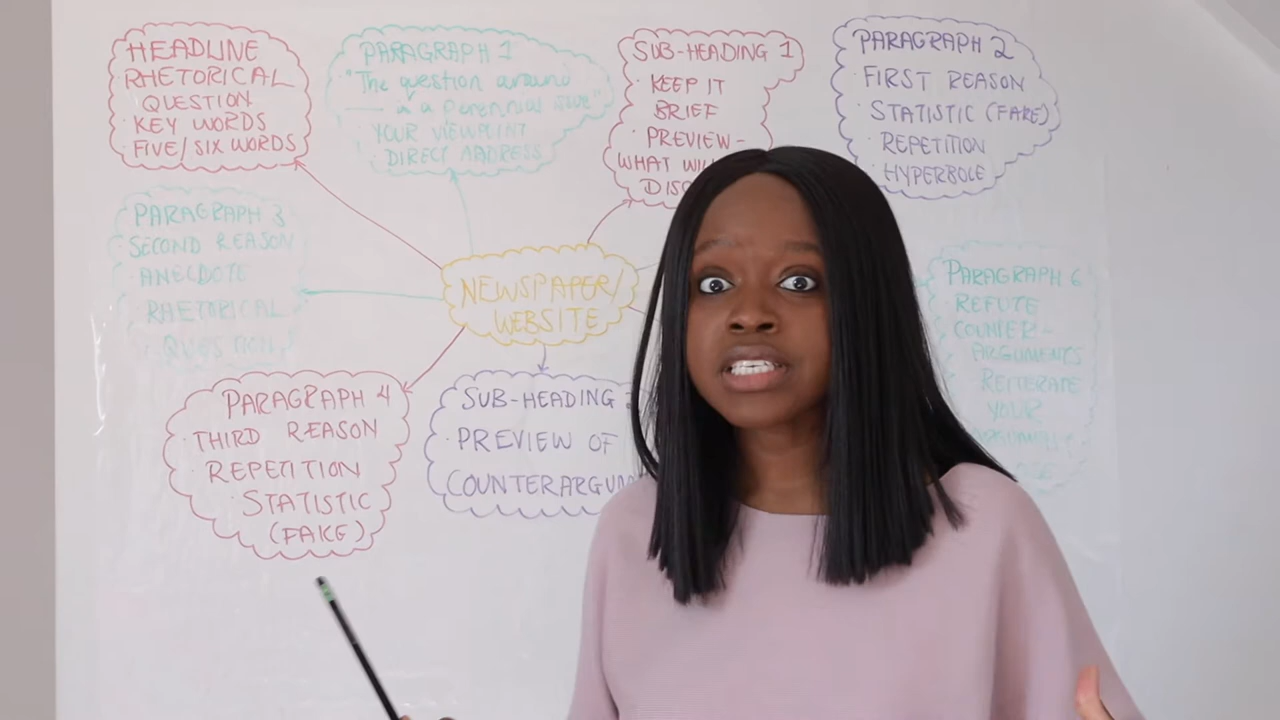 HEADLINE
RHETORICAL
QUESTION
KEY WORDS
FIVE/SIX WORDS
PARAGRAPH 1
"The question around
is a perennial issue"
YOUR VIEWPOINT
DIRECT ADDRESS
SUB-HEADING 1
KEEP IT
BRIEF
PREVIEW-
WHAT
PARAGRAPH 2
FIRST REASON
STATISTIC (FAKE)
REPETITION
HYPERBOLE
PARAGRAPH 3
SECOND REASON
ANECDOTE
RHETORICAL
QUESTION
NEWSPAPER/
WEBSITE
PARAGRAPH 6
REFUTE
COUNTER-
ARGUMENTS
REITERATE
YOUR
PARAGRAPH 4
THIRD REASON
REPETITION
STATISTIC
(FAKE)
SUB-HEADING
PREVIEW OF